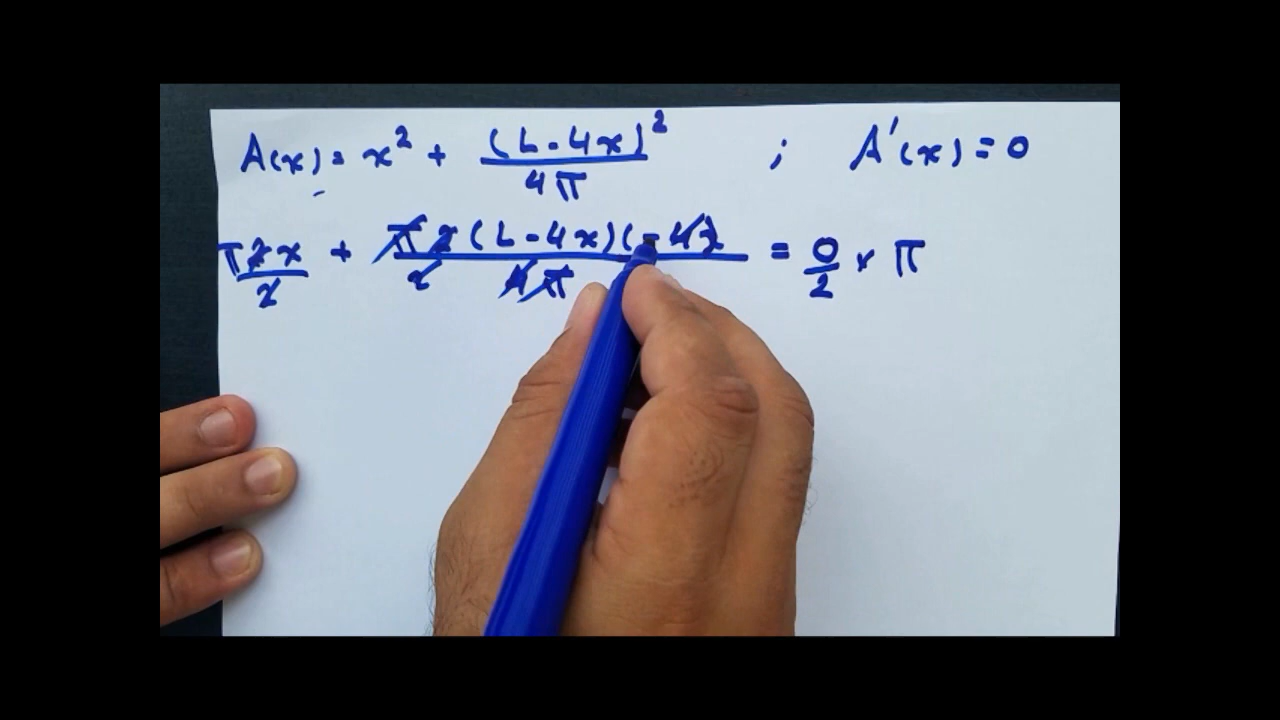 A(x) = x² + (L - 4x)² / 4π ; A'(x) = 0
π2x / 2 + π2(L - 4x)(-4) / 2 4π = 0/2 × π